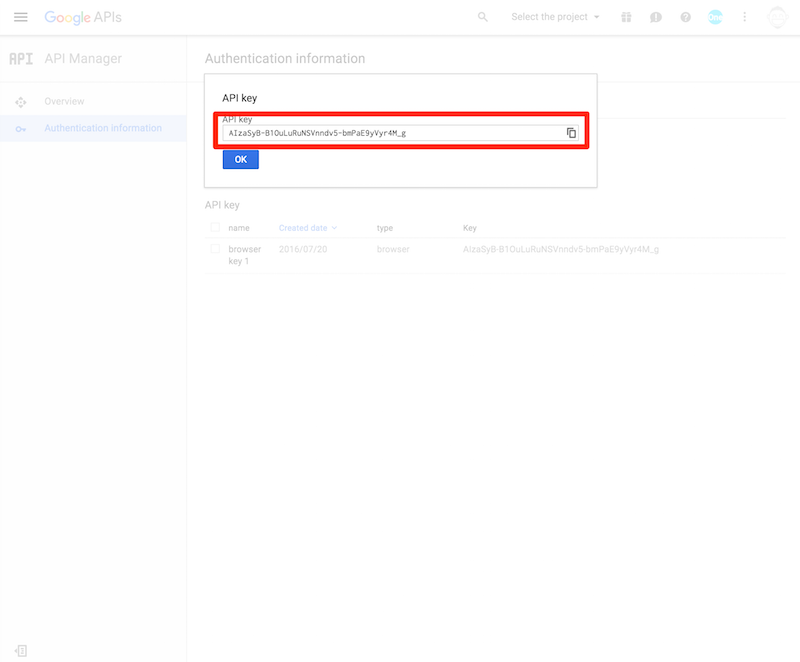 Google APIs
Select the project
API API Manager
Authentication information
Overview
Authentication information
API key
API key
AIzaSyB-B1OuLuRuNSVnndv5-bmPaE9yVyr4M_g
OK
API key
name Created date type Key
browser key 1 2016/07/20 browser AIzaSyB-B1OuLuRuNSVnndv5-bmPaE9yVyr4M_g